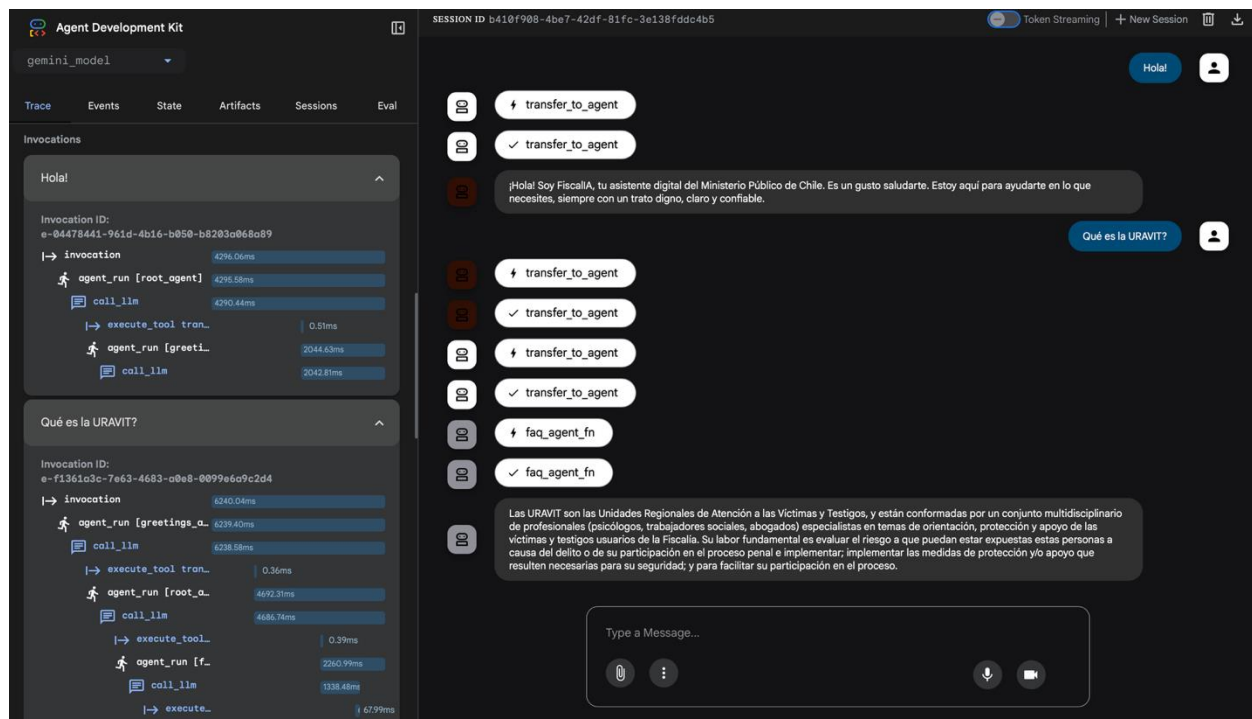 Agent Development Kit
SESSION ID b410f908-4be7-42df-81fc-3e138fddc4b5
Token Streaming
New Session
gemini_model
Trace
Events
State
Artifacts
Sessions
Eval
Invocations
Hola!
Invocation ID:
e-04478441-961d-4b16-b050-b8203a068a89
invocation 4296.06ms
agent_run [root_agent] 4295.58ms
call_llm 4290.44ms
execute_tool tran… 0.51ms
agent_run [greeti… 2044.63ms
call_llm 2042.81ms
Qué es la URAVIT?
Invocation ID:
e-f1361a3c-7e63-4683-a0e8-0099e6a9c2d4
invocation 6240.04ms
agent_run [greetings_a… 6239.40ms
call_llm 6238.58ms
execute_tool tran… 0.36ms
agent_run [root_a… 4692.31ms
call_llm 4686.74ms
execute_tool… 0.39ms
agent_run [f… 2260.99ms
call_llm 1338.48ms
execute… 67.99ms
Hola!
transfer_to_agent
transfer_to_agent
¡Hola! Soy FiscalIA, tu asistente digital del Ministerio Público de Chile. Es un gusto saludarte. Estoy aquí para ayudarte en lo que
necesites, siempre con un trato digno, claro y confiable.
Qué es la URAVIT?
transfer_to_agent
transfer_to_agent
transfer_to_agent
transfer_to_agent
faq_agent_fn
faq_agent_fn
Las URAVIT son las Unidades Regionales de Atención a las Víctimas y Testigos, y están conformadas por un conjunto multidisciplinario
de profesionales (psicólogos, trabajadores sociales, abogados) especialistas en temas de orientación, protección y apoyo de las
víctimas y testigos usuarios de la Fiscalía. Su labor fundamental es evaluar el riesgo a que puedan estar expuestas estas personas a
causa del delito o de su participación en el proceso penal e implementar; implementar las medidas de protección y/o apoyo que
resulten necesarias para su seguridad; y para facilitar su participación en el proceso.
Type a Message...